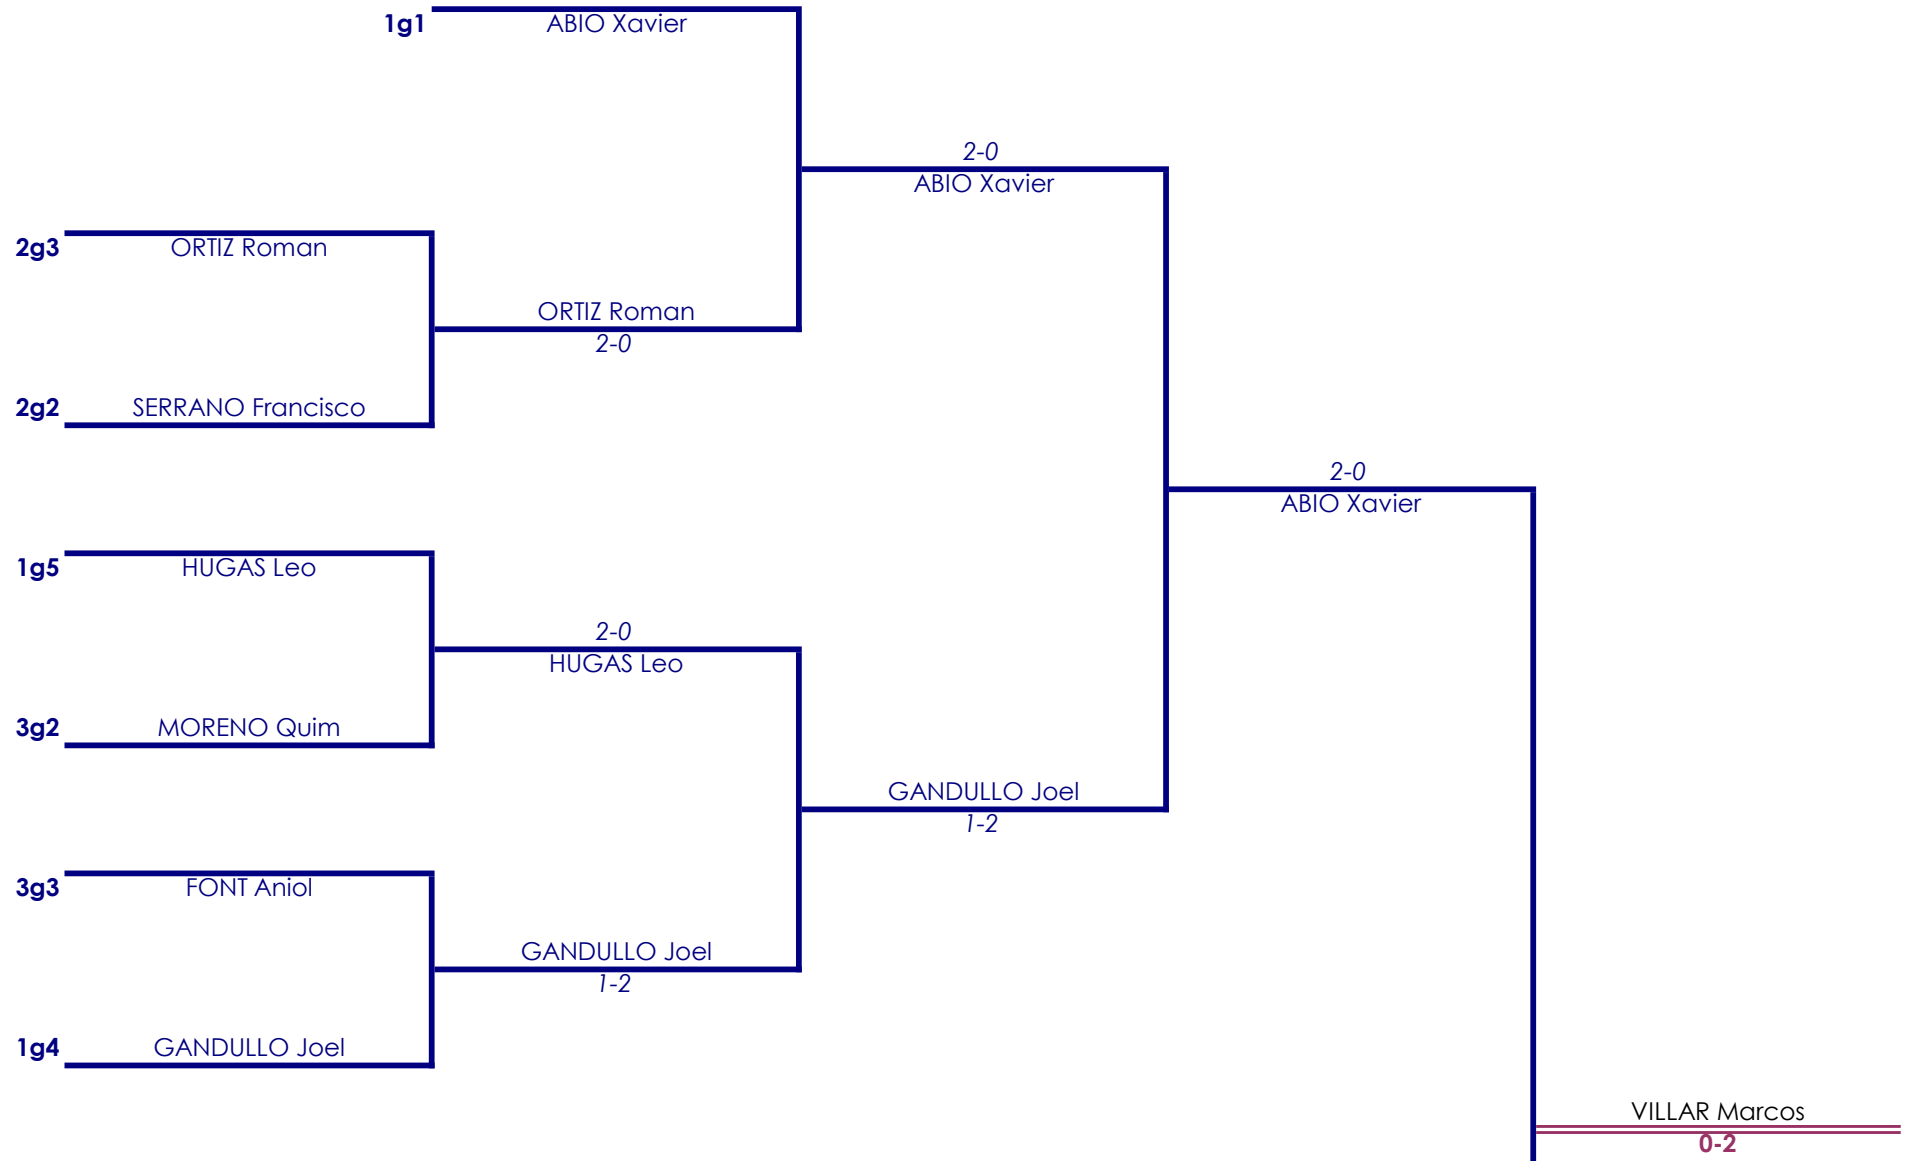 1g1 ABIO Xavier
2-0
ABIO Xavier
2g3 ORTIZ Roman
ORTIZ Roman
2-0
2g2 SERRANO Francisco
2-0
ABIO Xavier
1g5 HUGAS Leo
2-0
HUGAS Leo
3g2 MORENO Quim
GANDULLO Joel
1-2
3g3 FONT Aniol
GANDULLO Joel
1-2
1g4 GANDULLO Joel
VILLAR Marcos
0-2